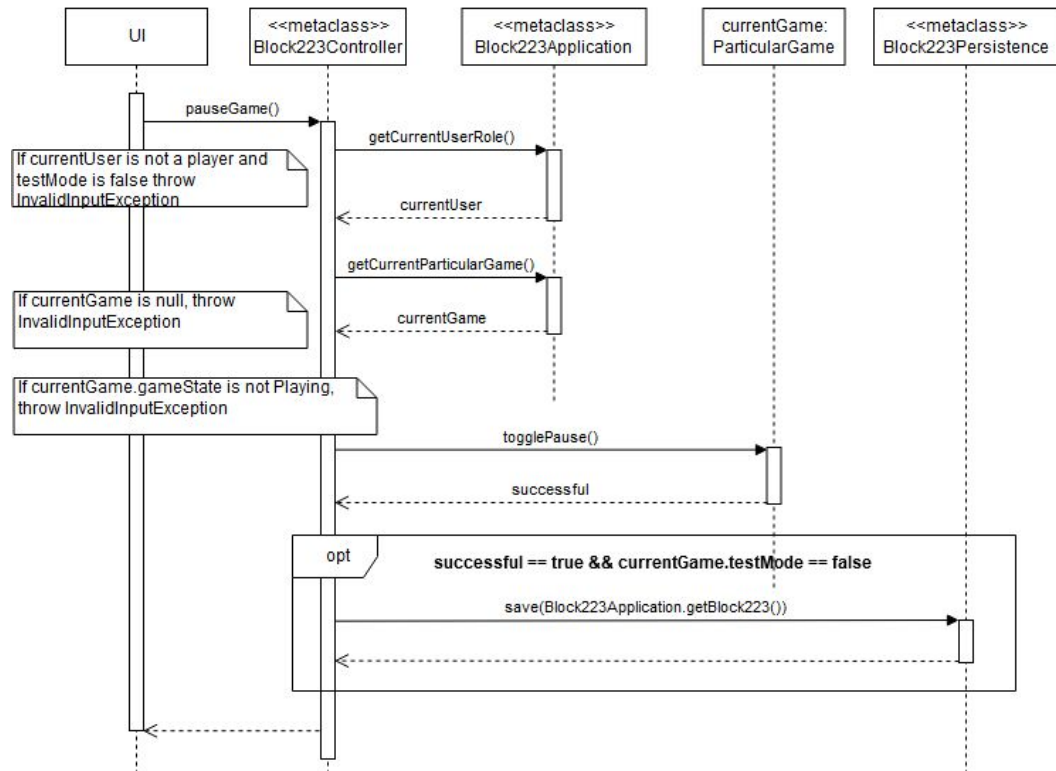 UI
<<metaclass>>
Block223Controller
<<metaclass>>
Block223Application
currentGame:
ParticularGame
<<metaclass>>
Block223Persistence
pauseGame()
getCurrentUserRole()
If currentUser is not a player and
testMode is false throw
InvalidInputException
currentUser
getCurrentParticularGame()
If currentGame is null, throw
InvalidInputException
currentGame
If currentGame.gameState is not Playing,
throw InvalidInputException
togglePause()
successful
opt
successful == true && currentGame.testMode == false
save(Block223Application.getBlock223())